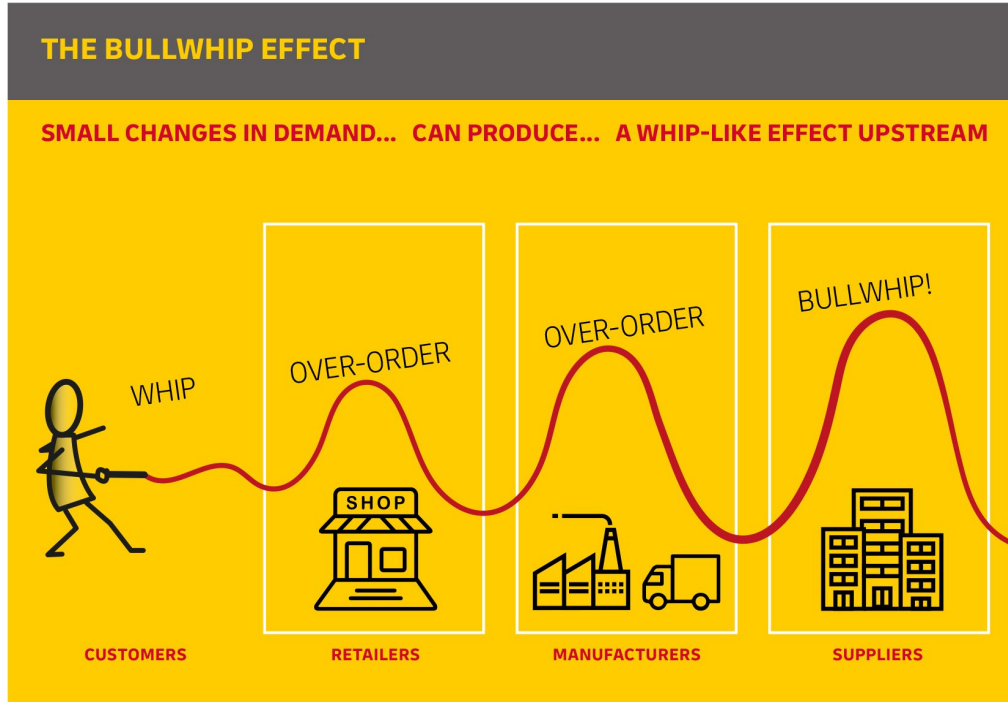 THE BULLWHIP EFFECT
SMALL CHANGES IN DEMAND... CAN PRODUCE... A WHIP-LIKE EFFECT UPSTREAM
WHIP
OVER-ORDER
OVER-ORDER
BULLWHIP!
SHOP
CUSTOMERS
RETAILERS
MANUFACTURERS
SUPPLIERS